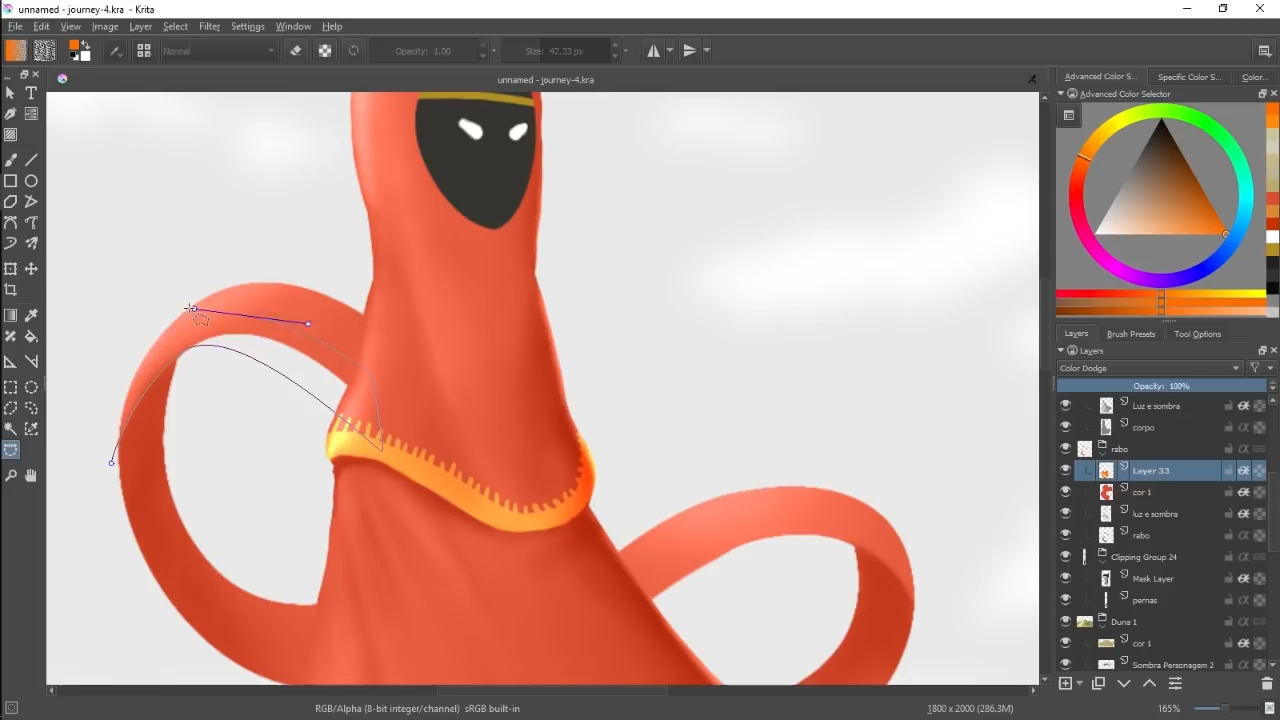 unnamed - journey-4.kra - Krita
File Edit View Image Layer Select Filter Settings Window Help
Normal Opacity: 1.00 Size: 42.33 px
unnamed - journey-4.kra
Advanced Color S... Specific Color S... Color...
Advanced Color Selector
Layers Brush Presets Tool Options
Layers
Color Dodge
Opacity: 100%
Luz e sombra
corpo
rabo
Layer 33
cor 1
luz e sombra
rabo
Clipping Group 24
Mask Layer
pernas
Duna 1
cor 1
Sombra Personagem 2
RGB/Alpha (8-bit integer/channel) sRGB built-in 1800 x 2000 (286.3M) 165%